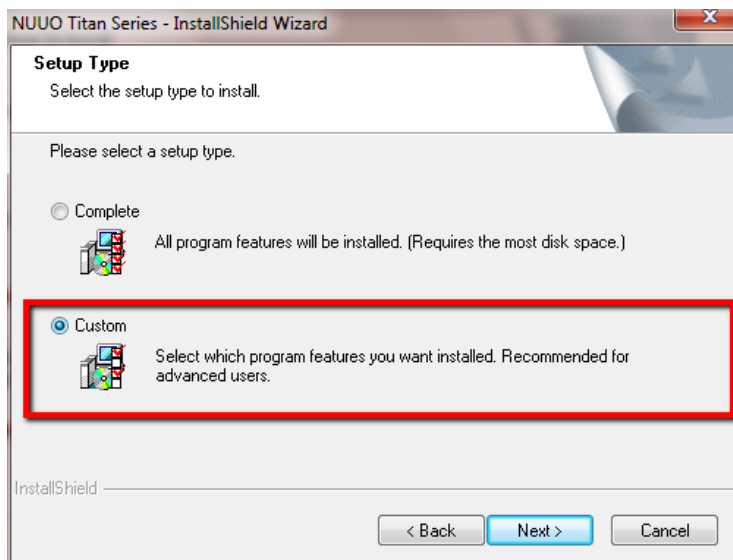 NUUO Titan Series - InstallShield Wizard
Setup Type
Select the setup type to install.
Please select a setup type.
Complete
All program features will be installed. (Requires the most disk space.)
Custom
Select which program features you want installed. Recommended for
advanced users.
InstallShield
< Back
Next >
Cancel